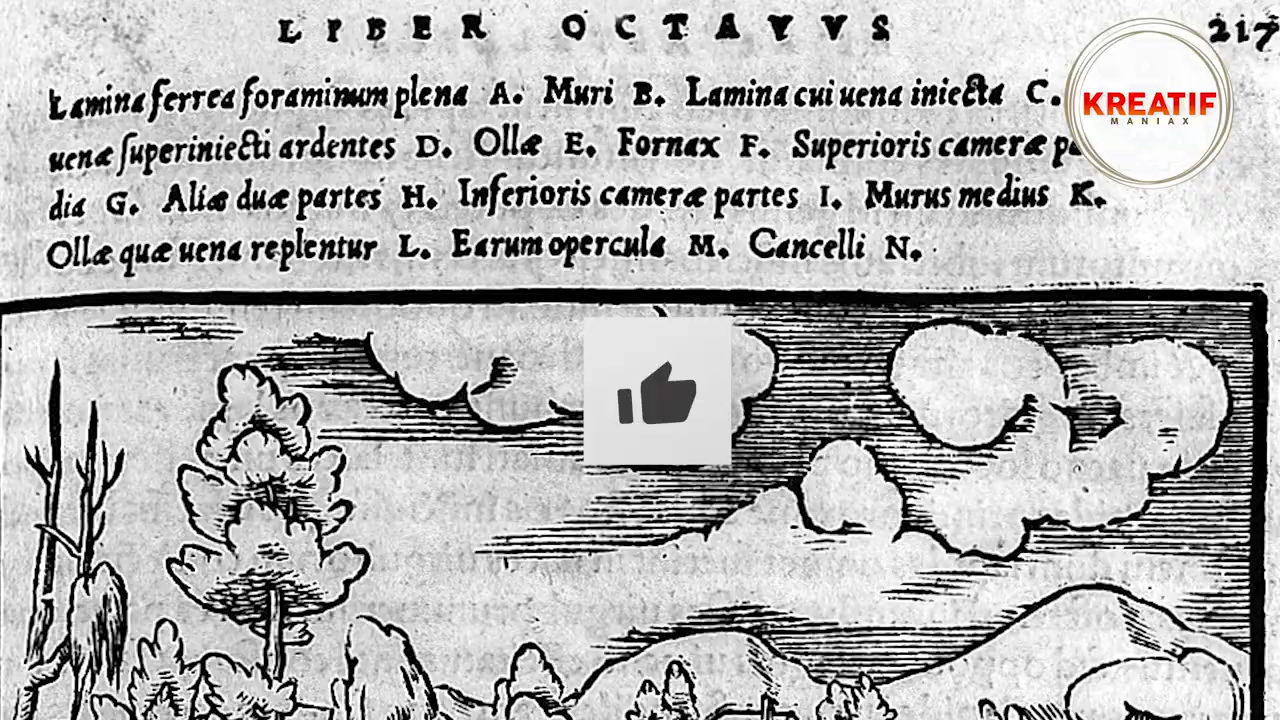 LIBER OCTAVVS 217
Lamina ferrea foraminum plena A. Muri B. Lamina cui uena iniecta C.
uenæ superiniecti ardentes D. Ollæ E. Fornax F. Superioris cameræ
dia G. Aliæ duæ partes H. Inferioris cameræ partes I. Murus medius K.
Ollæ quæ uena replentur L. Earum opercula M. Cancelli N.
KREATIF
MANIAX